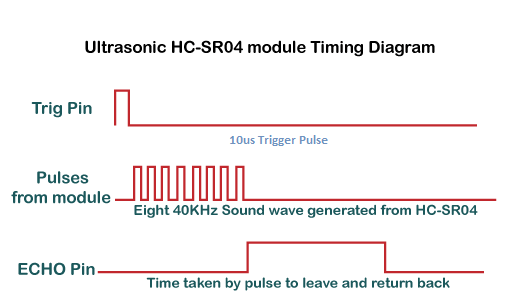 Ultrasonic HC-SR04 module Timing Diagram
Trig Pin
10us Trigger Pulse
Pulses
from module
Eight 40KHz Sound wave generated from HC-SR04
ECHO Pin
Time taken by pulse to leave and return back